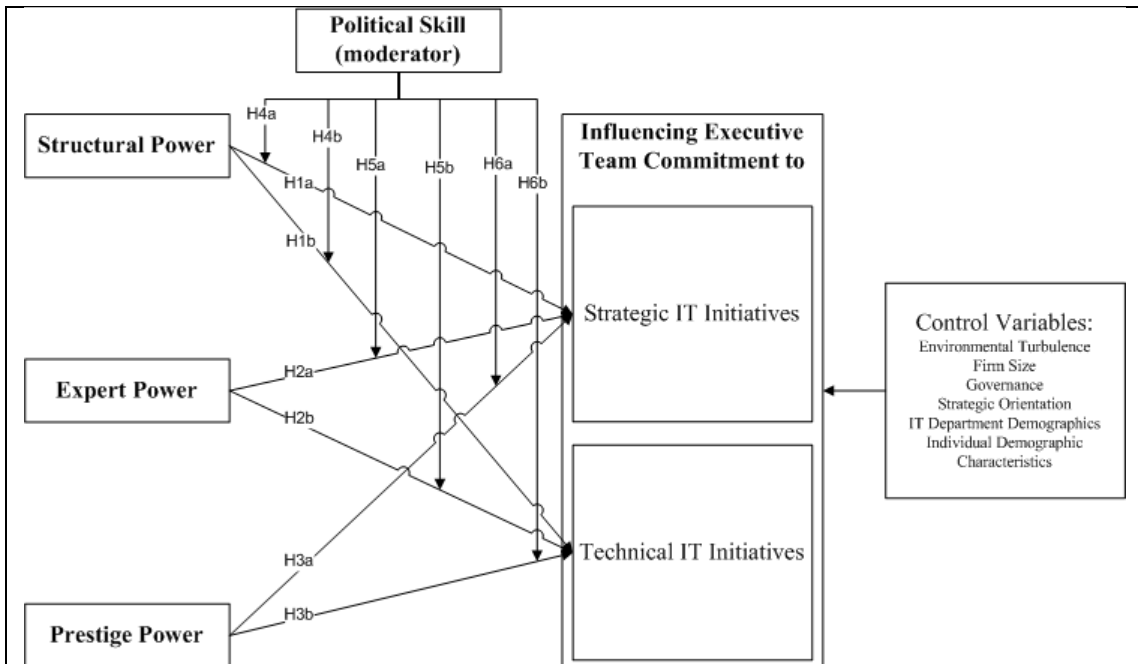 Political Skill
(moderator)
H4a
H4b
H5a
H5b
H6a
H6b
Structural Power
H1a
H1b
Influencing Executive
Team Commitment to
Strategic IT Initiatives
Control Variables:
Environmental Turbulence
Firm Size
Governance
Strategic Orientation
IT Department Demographics
Individual Demographic
Characteristics
Expert Power
H2a
H2b
Technical IT Initiatives
H3a
H3b
Prestige Power